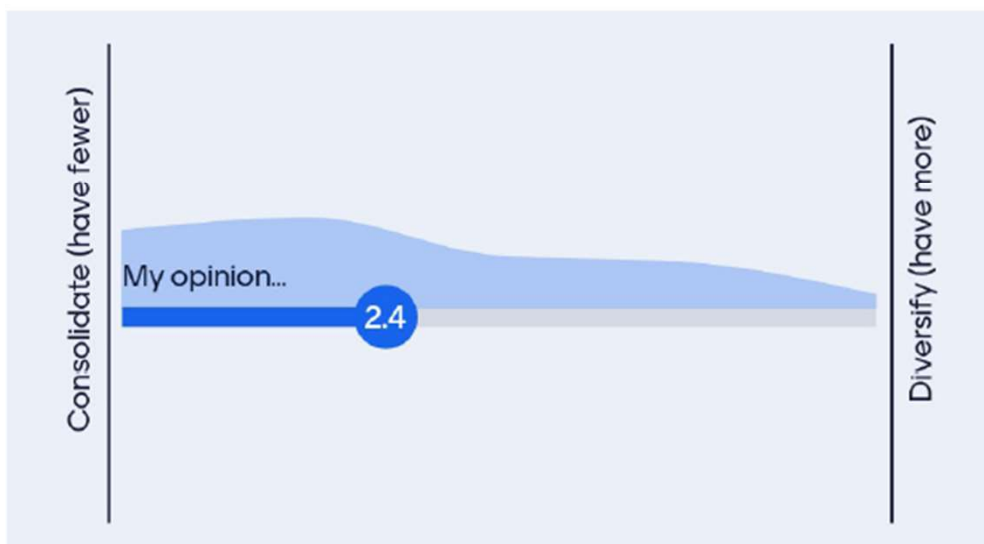 Consolidate (have fewer)
My opinion...
2.4
Diversify (have more)